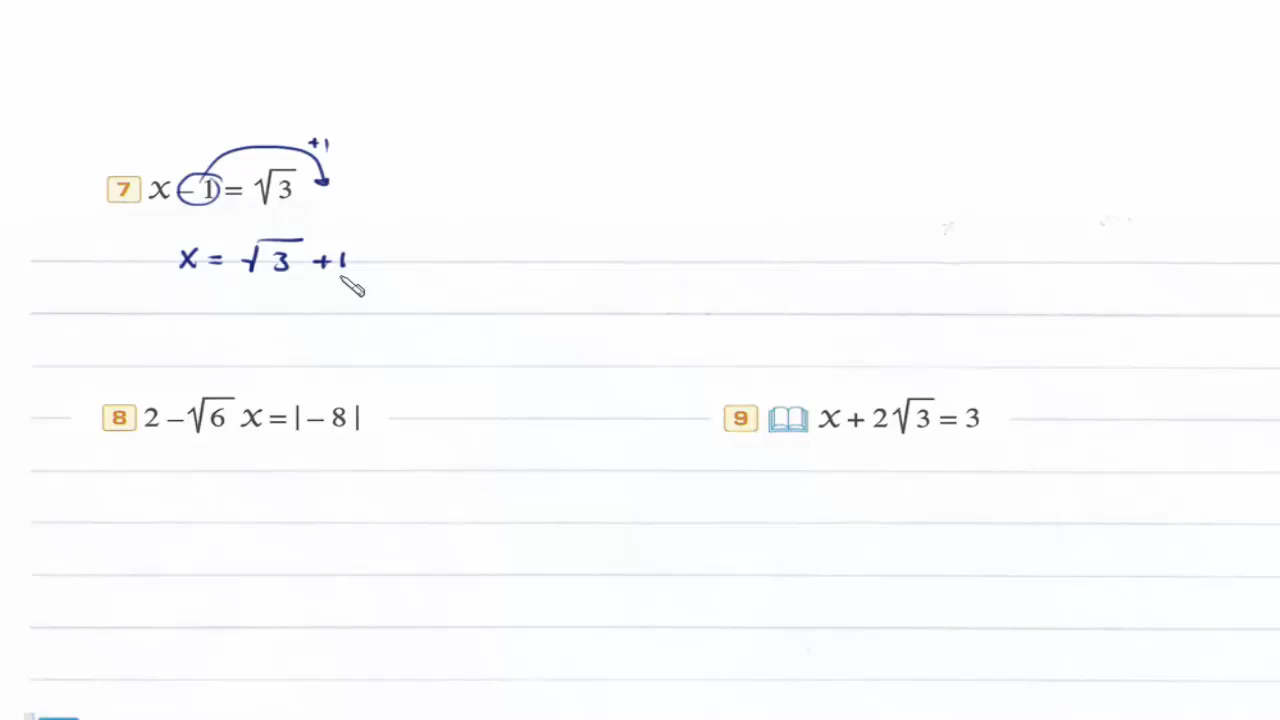 +1
7 x – 1 = √3
x = √3 +1
8 2 – √6 x = | – 8 |
9 x + 2√3 = 3